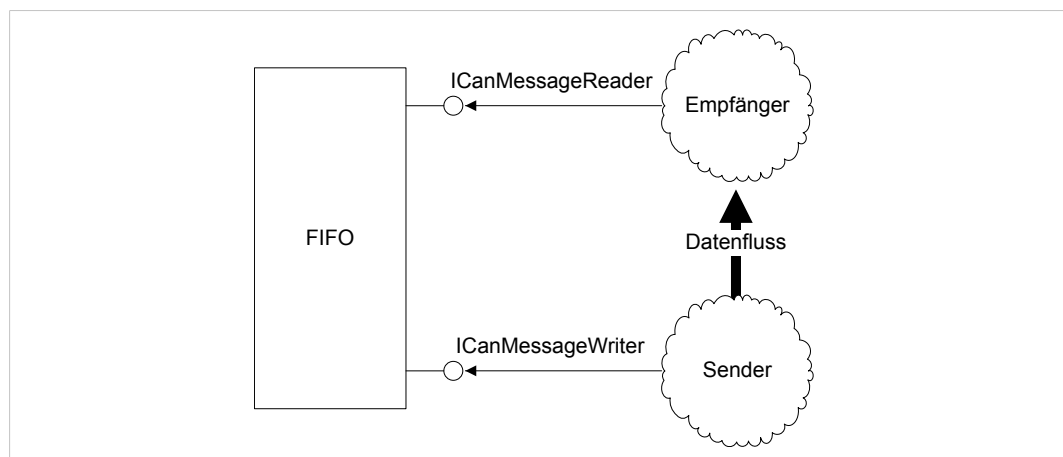 ICanMessageReader
Empfänger
FIFO
Datenfluss
ICanMessageWriter
Sender